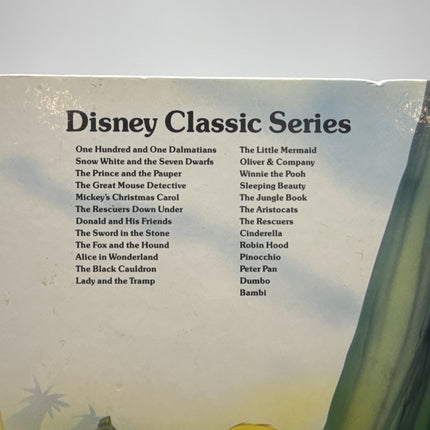 Disney Classic Series
One Hundred and One Dalmatians
Snow White and the Seven Dwarfs
The Prince and the Pauper
The Great Mouse Detective
Mickey's Christmas Carol
The Rescuers Down Under
Donald and His Friends
The Sword in the Stone
The Fox and the Hound
Alice in Wonderland
The Black Cauldron
Lady and the Tramp
The Little Mermaid
Oliver & Company
Winnie the Pooh
Sleeping Beauty
The Jungle Book
The Aristocats
The Rescuers
Cinderella
Robin Hood
Pinocchio
Peter Pan
Dumbo
Bambi